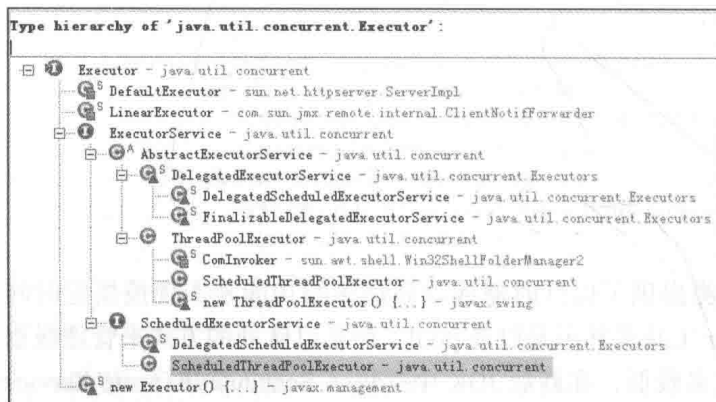 Type hierarchy of 'java.util.concurrent.Executor':
Executor - java.util.concurrent
S DefaultExecutor - sun.net.httpserver.ServerImpl
S LinearExecutor - com.sun.jmx.remote.internal.ClientNotifForwarder
ExecutorService - java.util.concurrent
A AbstractExecutorService - java.util.concurrent
S DelegatedExecutorService - java.util.concurrent.Executors
S DelegatedScheduledExecutorService - java.util.concurrent.Executors
S FinalizableDelegatedExecutorService - java.util.concurrent.Executors
ThreadPoolExecutor - java.util.concurrent
S ComInvoker - sun.awt.shell.Win32ShellFolderManager2
ScheduledThreadPoolExecutor - java.util.concurrent
S new ThreadPoolExecutor() {...} - javax.swing
ScheduledExecutorService - java.util.concurrent
S DelegatedScheduledExecutorService - java.util.concurrent.Executors
ScheduledThreadPoolExecutor - java.util.concurrent
S new Executor() {...} - javax.management